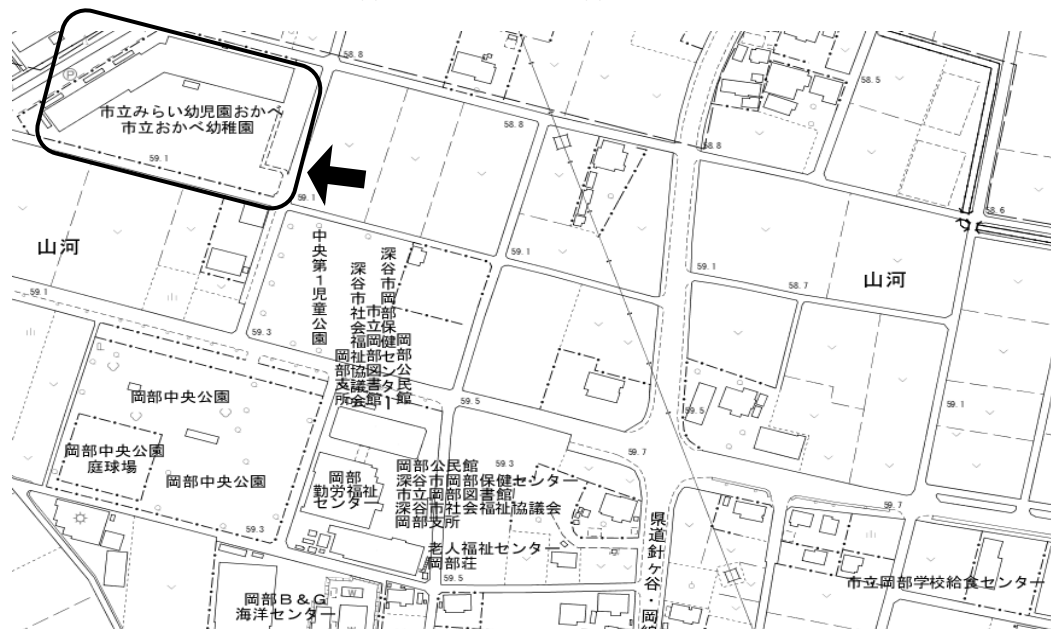 58.8
58.5
P
市立みらい幼児園おかべ
市立おかべ幼稚園
58.8
58.8
59.1
59.1
58.6
山河
中央第1児童公園
深谷市社会福祉協議会
岡部支所
市立岡部図書館
深谷市岡部保健センター
岡部公民館
59.1
59.1
58.7
山河
59.1
59.3
岡部中央公園
59.5
59.5
59.1
岡部中央公園
庭球場
岡部中央公園
岡部
勤労福祉
センター
岡部公民館
59.3
深谷市岡部保健センター
市立岡部図書館
深谷市社会福祉協議会
岡部支所
59.7
59.7
59.3
老人福祉センター
岡部荘
59.5
県道針ヶ谷・岡
市立岡部学校給食センター
岡部B&G
海洋センター
W
W